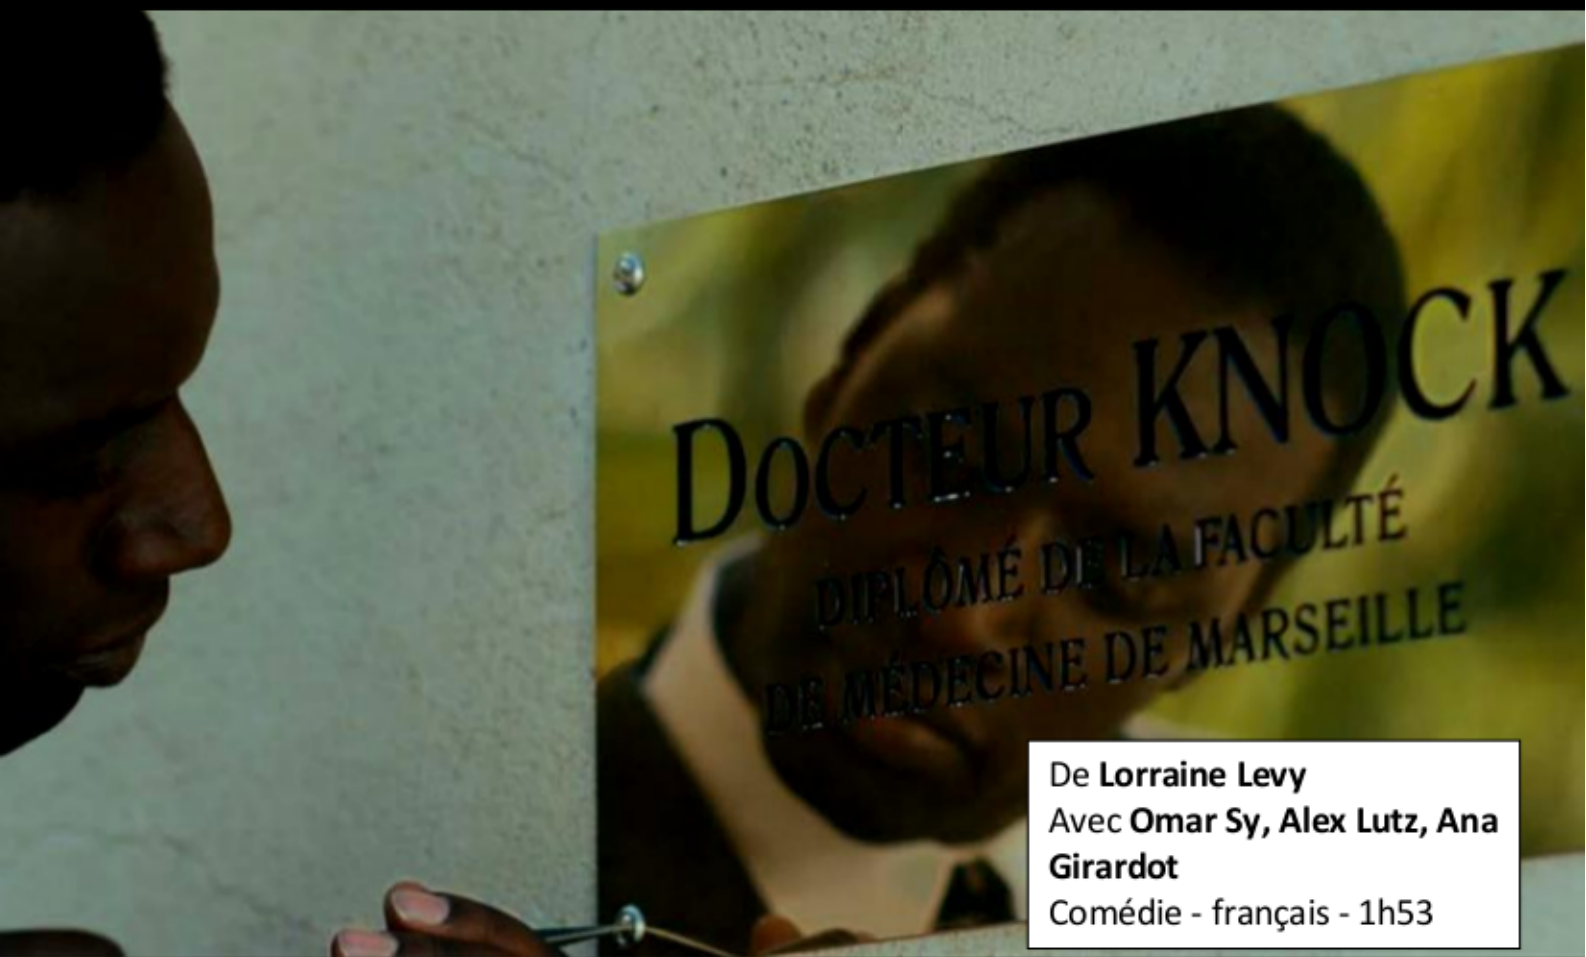 DOCTEUR KNOCK
DIPLÔMÉ DE LA FACULTÉ
DE MÉDECINE DE MARSEILLE
De Lorraine Levy
Avec Omar Sy, Alex Lutz, Ana
Girardot
Comédie - français - 1h53